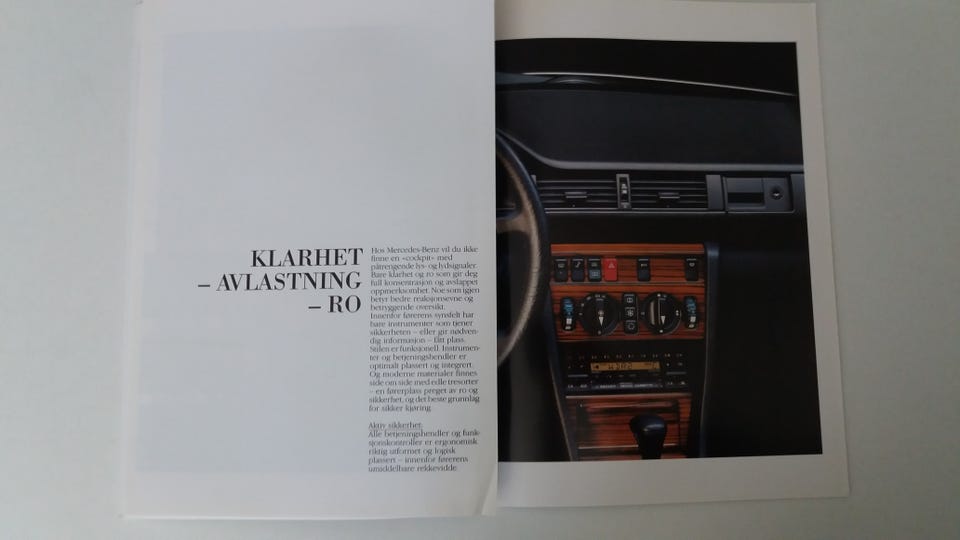 KLARHET
– AVLASTNING
– RO
Hos Mercedes-Benz vil du ikke
finne en «cockpit» med
påtrengende lys- og lydsignaler.
Bare klarhet og ro som gir deg
full konsentrasjon og avslappet
oppmerksomhet. Noe som igjen
betyr bedre reaksjonsevne og
betryggende oversikt.
Innenfor førerens synsfelt har
bare instrumenter som tjener
sikkerheten – eller gir nødven-
dig informasjon – fått plass.
Stilen er funksjonell. Instrumen-
ter og betjeningshendler er
optimalt plassert og integrert.
Og moderne materialer finnes
side om side med edle tresorter
– en førerplass preget av ro og
sikkerhet, og det beste grunnlag
for sikker kjøring.
Aktiv sikkerhet:
Alle betjeningshendler og funk-
sjonskontroller er ergonomisk
riktig utformet og logisk
plassert – innenfor førerens
umiddelbare rekkevidde.